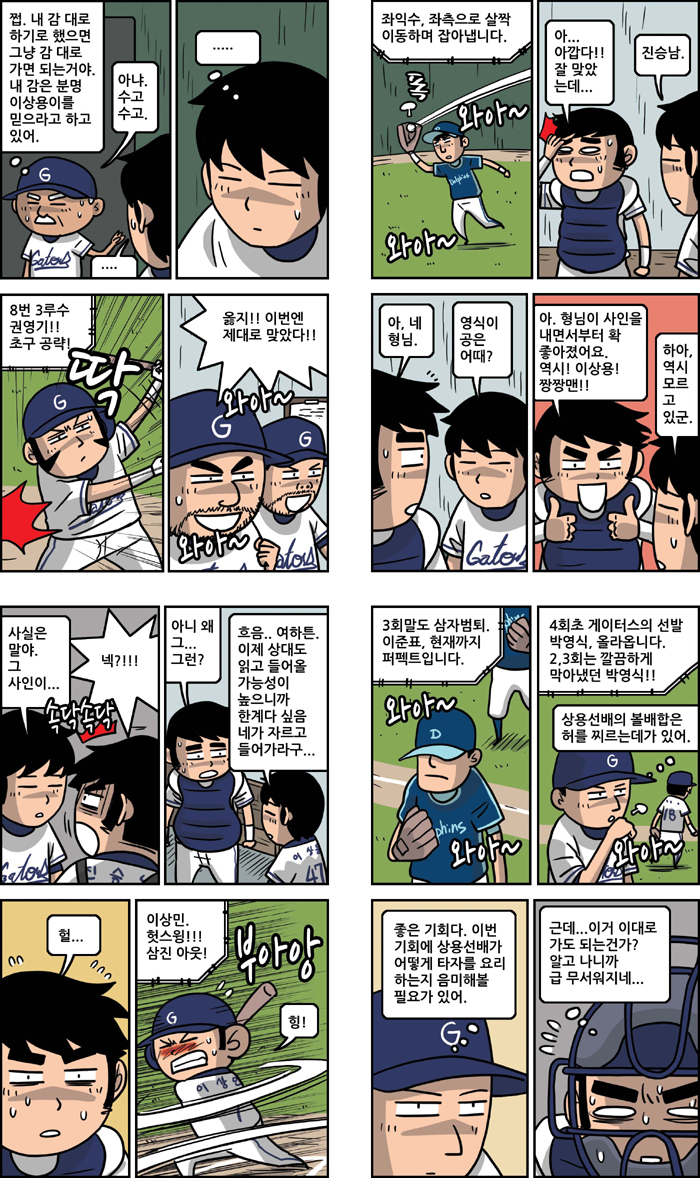 쩝. 내 감 대로
하기로 했으면
그냥 감 대로
가면 되는거야.
내 감은 분명
이상용이를
믿으라고 하고
있어.
아냐.
수고
수고.
G
Gators
.....
.....
8번 3루수
권영기!!
초구 공략!
딱
G
옳지!! 이번엔
제대로 맞았다!!
와아~
G
G
와아~
Gators
좌익수, 좌측으로 살짝
이동하며 잡아냅니다.
톡
와아~
Dolphins
와아~
아...
아깝다!!
잘 맞았
는데...
진승남.
아, 네
형님.
영식이
공은
어때?
Gators
아. 형님이 사인을
내면서부터 확
좋아졌어요.
역시! 이상용!
짱짱맨!!
하아,
역시
모르
고
있군.
사실은
말야.
그
사인이...
넥?!!!
속닥속닥
Gators
진승
아니 왜
그...
그런?
흐음.. 여하튼.
이제 상대도
읽고 들어올
가능성이
높으니까
한계다 싶음
네가 자르고
들어가라구...
이상용
47
헐...
이상민.
헛스윙!!!
삼진 아웃!
부아앙
G
힝!
이상민
3회말도 삼자범퇴.
이준표, 현재까지
퍼펙트입니다.
와아~
D
phins
와아~
4회초 게이터스의 선발
박영식, 올라옵니다.
2,3회는 깔끔하게
막아냈던 박영식!!
상용선배의 볼배합은
허를 찌르는데가 있어.
G
18
와아~
좋은 기회다. 이번
기회에 상용선배가
어떻게 타자를 요리
하는지 음미해볼
필요가 있어.
G
근데...이거 이대로
가도 되는건가?
알고 나니까
급 무서워지네...